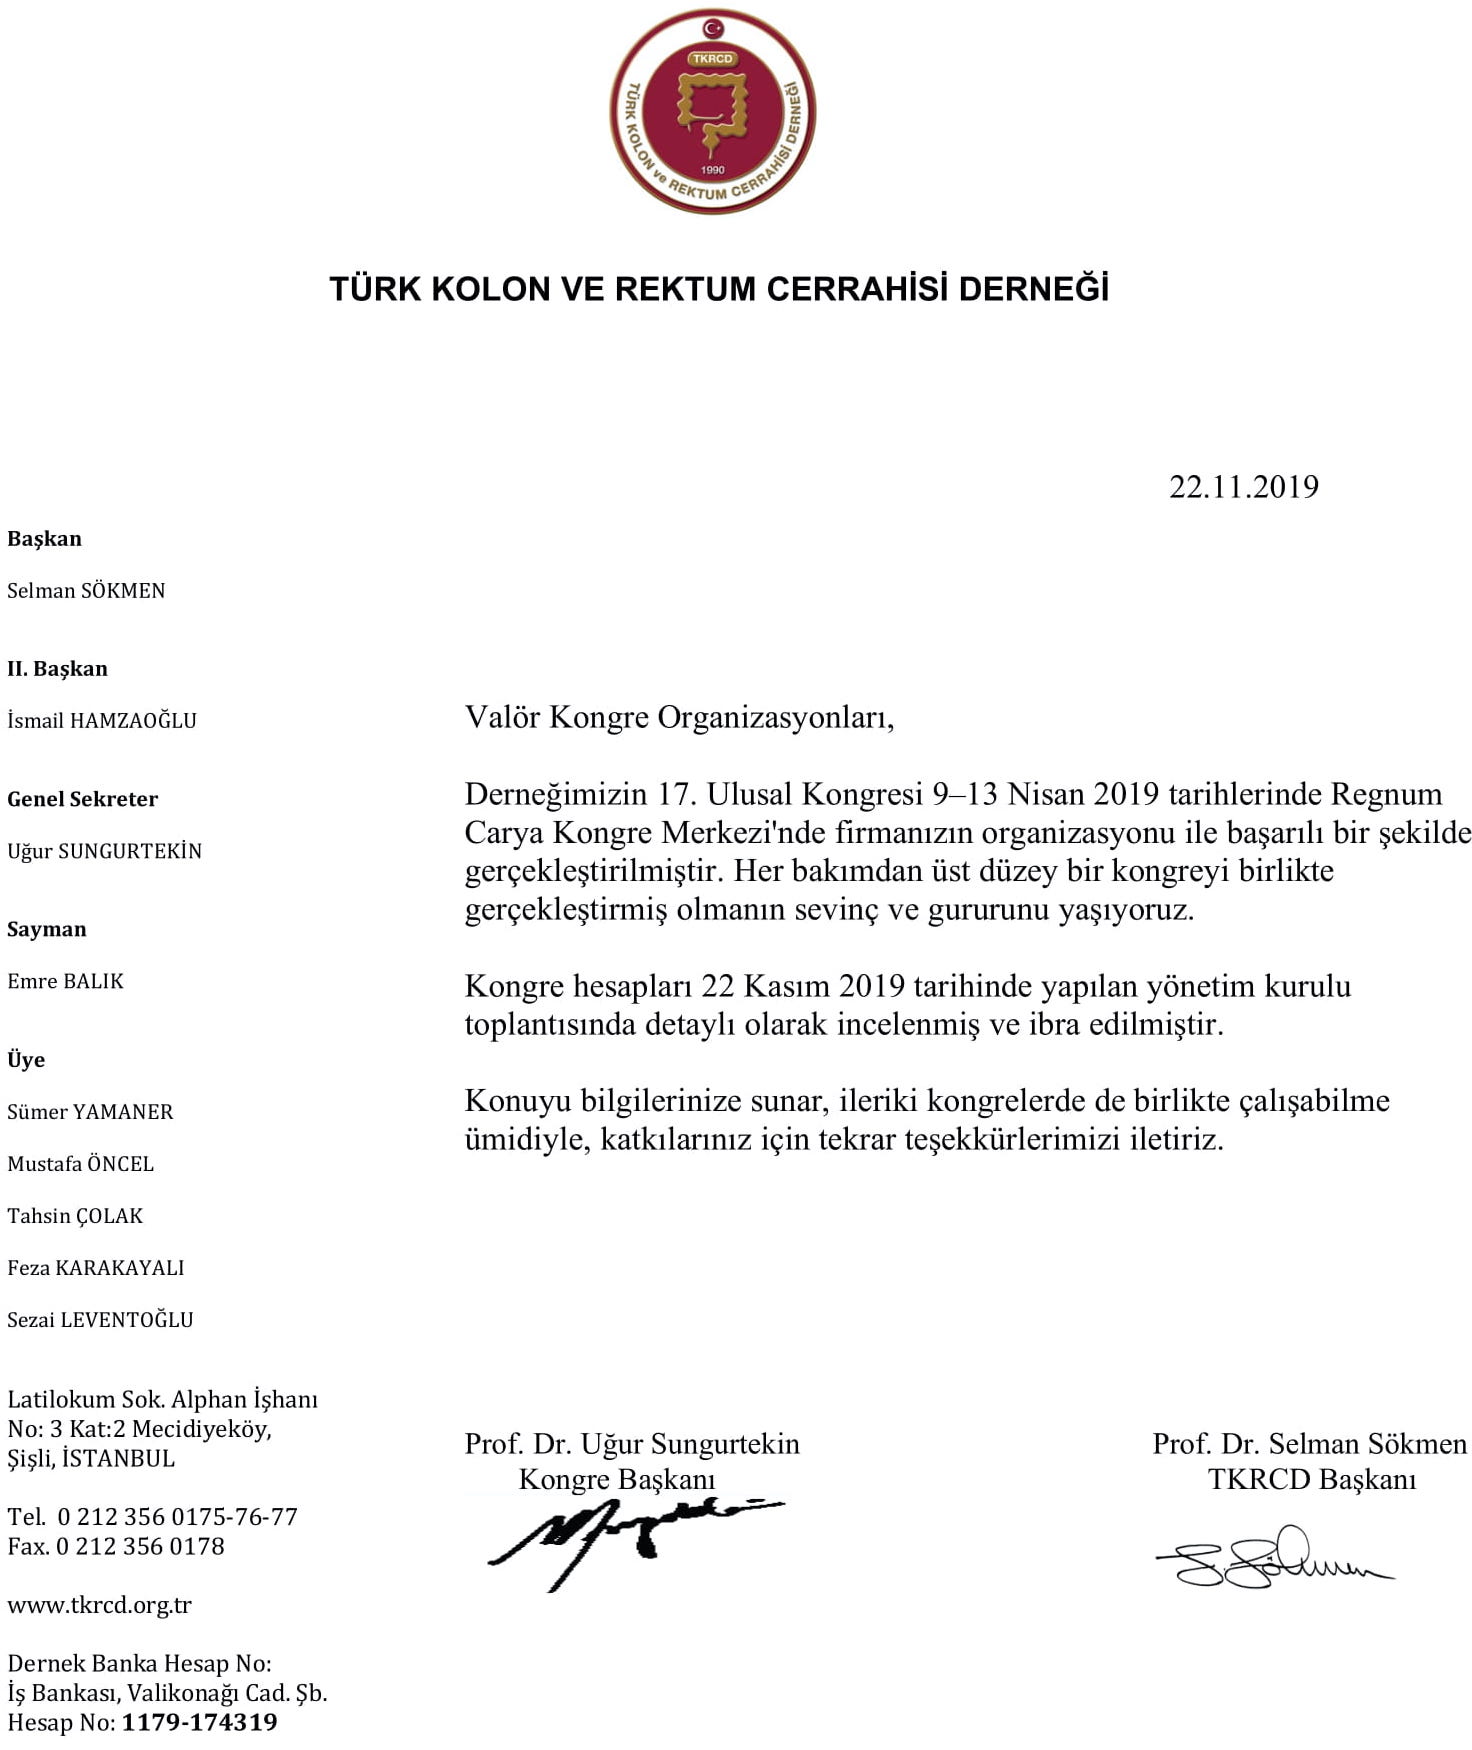 TKRCD
TÜRK KOLON ve REKTUM CERRAHİSİ DERNEĞİ
1990
TÜRK KOLON VE REKTUM CERRAHİSİ DERNEĞİ
22.11.2019
Başkan
Selman SÖKMEN
II. Başkan
İsmail HAMZAOĞLU
Genel Sekreter
Uğur SUNGURTEKİN
Sayman
Emre BALIK
Üye
Sümer YAMANER
Mustafa ÖNCEL
Tahsin ÇOLAK
Feza KARAKAYALI
Sezai LEVENTOĞLU
Latilokum Sok. Alphan İşhanı
No: 3 Kat:2 Mecidiyeköy,
Şişli, İSTANBUL
Tel.  0 212 356 0175-76-77
Fax. 0 212 356 0178
www.tkrcd.org.tr
Dernek Banka Hesap No:
İş Bankası, Valikonağı Cad. Şb.
Hesap No: 1179-174319
Valör Kongre Organizasyonları,
Derneğimizin 17. Ulusal Kongresi 9–13 Nisan 2019 tarihlerinde Regnum
Carya Kongre Merkezi'nde firmanızın organizasyonu ile başarılı bir şekilde
gerçekleştirilmiştir. Her bakımdan üst düzey bir kongreyi birlikte
gerçekleştirmiş olmanın sevinç ve gururunu yaşıyoruz.
Kongre hesapları 22 Kasım 2019 tarihinde yapılan yönetim kurulu
toplantısında detaylı olarak incelenmiş ve ibra edilmiştir.
Konuyu bilgilerinize sunar, ileriki kongrelerde de birlikte çalışabilme
ümidiyle, katkılarınız için tekrar teşekkürlerimizi iletiriz.
Prof. Dr. Uğur Sungurtekin
Kongre Başkanı
Prof. Dr. Selman Sökmen
TKRCD Başkanı